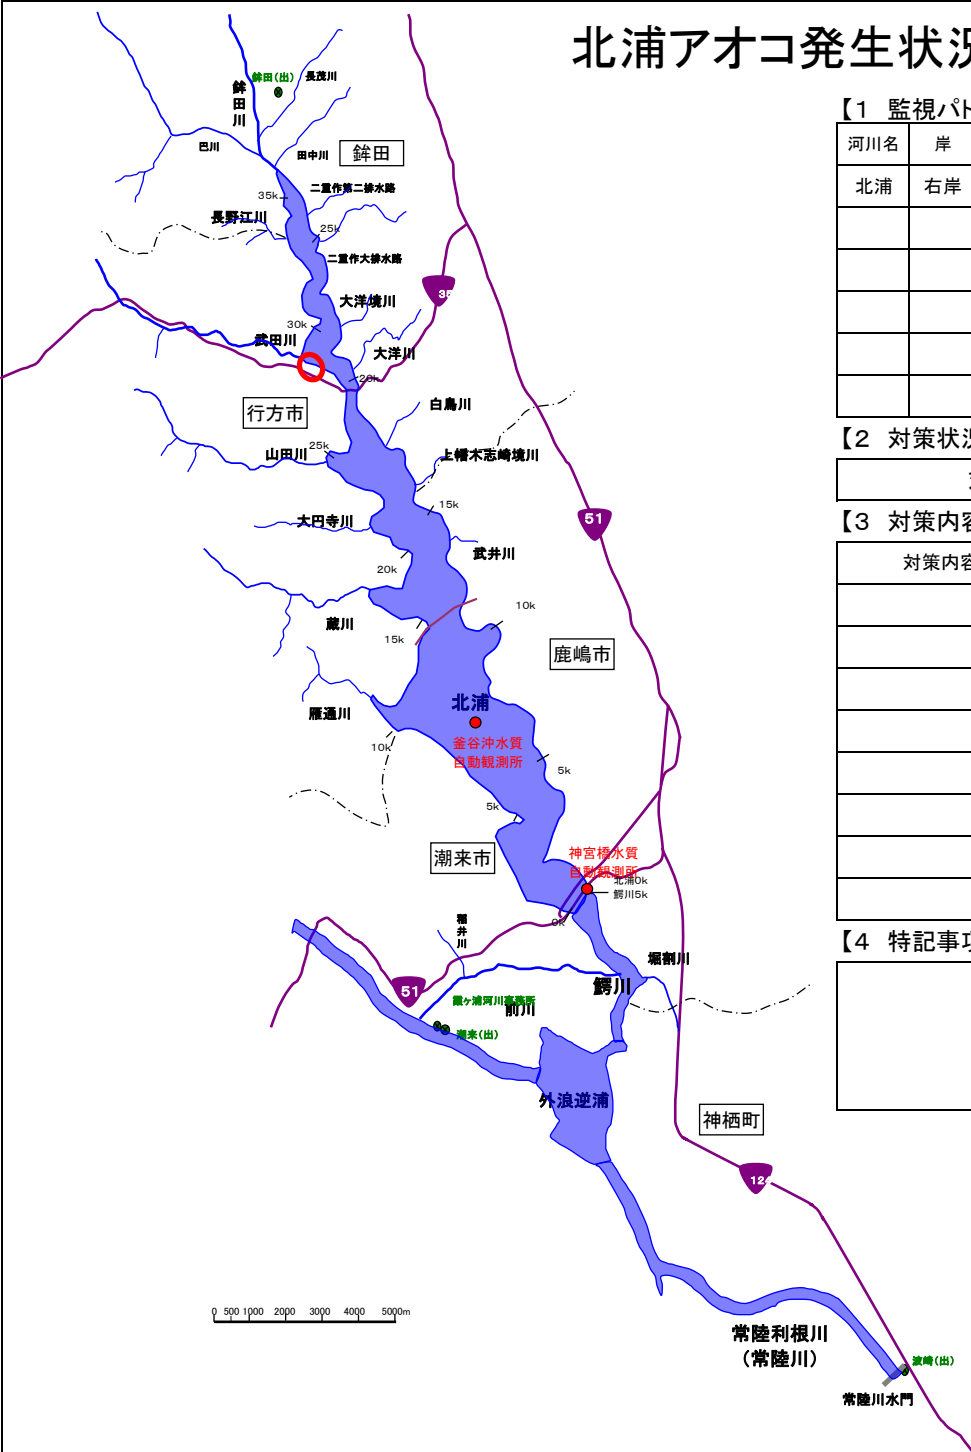 北浦アオコ発生状況
【1 監視パト
河川名 岸
北浦 右岸
【2 対策状況
【3 対策内容
対策内容
【4 特記事項
鉾田(出)
長茂川
鉾田川
巴川
田中川
鉾田
35k
二重作第二排水路
長野江川
25k
二重作大排水路
35
大洋境川
30k
武田川
大洋川
20k
行方市
白鳥川
山田川
25k
上幡木志崎境川
15k
51
大円寺川
武井川
20k
10k
蔵川
15k
鹿嶋市
雁通川
北浦
釜谷沖水質
自動観測所
10k
5k
5k
潮来市
神宮橋水質
自動観測所
北浦0k
鰐川5k
0k
稲井川
堀割川
51
鰐川
霞ヶ浦河川事務所
前川
潮来(出)
外浪逆浦
神栖町
124
0 500 1000 2000 3000 4000 5000m
常陸利根川
(常陸川)
波崎(出)
常陸川水門